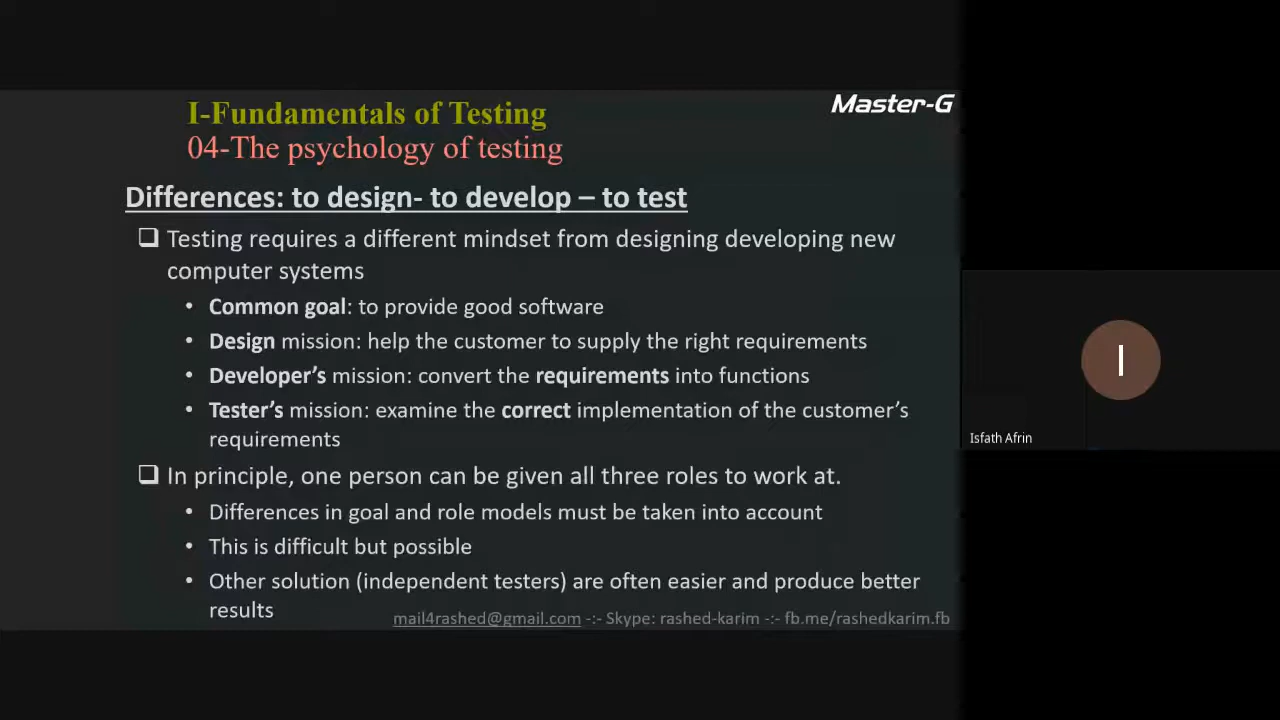 I-Fundamentals of Testing
Master-G
04-The psychology of testing
Differences: to design- to develop – to test
❑ Testing requires a different mindset from designing developing new
computer systems
• Common goal: to provide good software
• Design mission: help the customer to supply the right requirements
• Developer’s mission: convert the requirements into functions
• Tester’s mission: examine the correct implementation of the customer’s
requirements
❑ In principle, one person can be given all three roles to work at.
• Differences in goal and role models must be taken into account
• This is difficult but possible
• Other solution (independent testers) are often easier and produce better
results
mail4rashed@gmail.com -:- Skype: rashed-karim -:- fb.me/rashedkarim.fb
I
Isfath Afrin